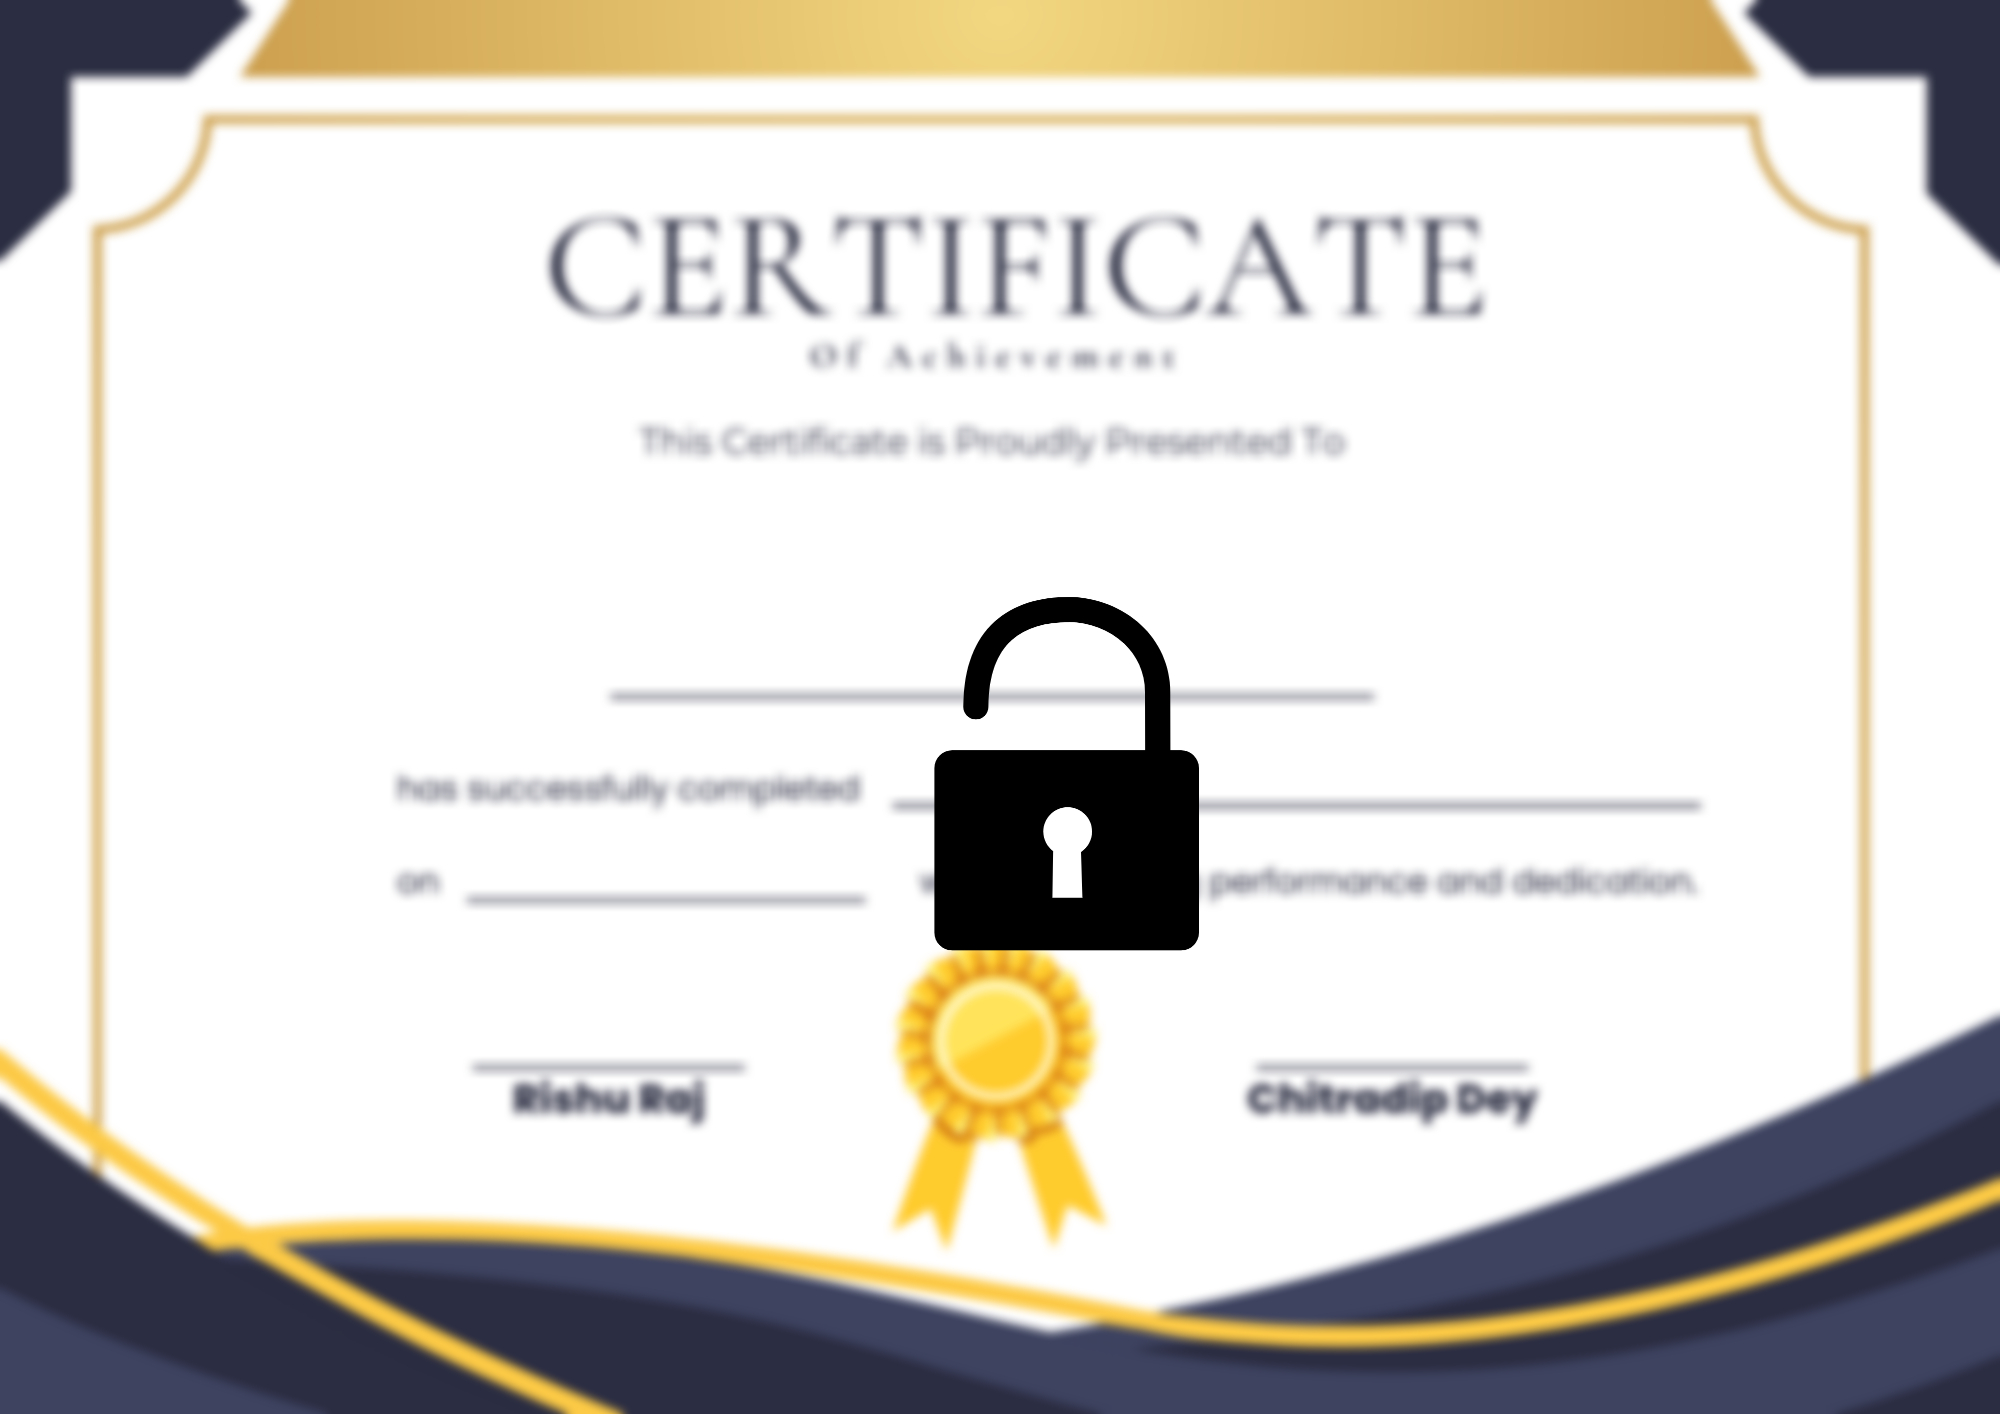 CERTIFICATE
Of Achievement
This Certificate is Proudly Presented To
has successfully completed
on performance and dedication.
Rishu Raj
Chitradip Dey